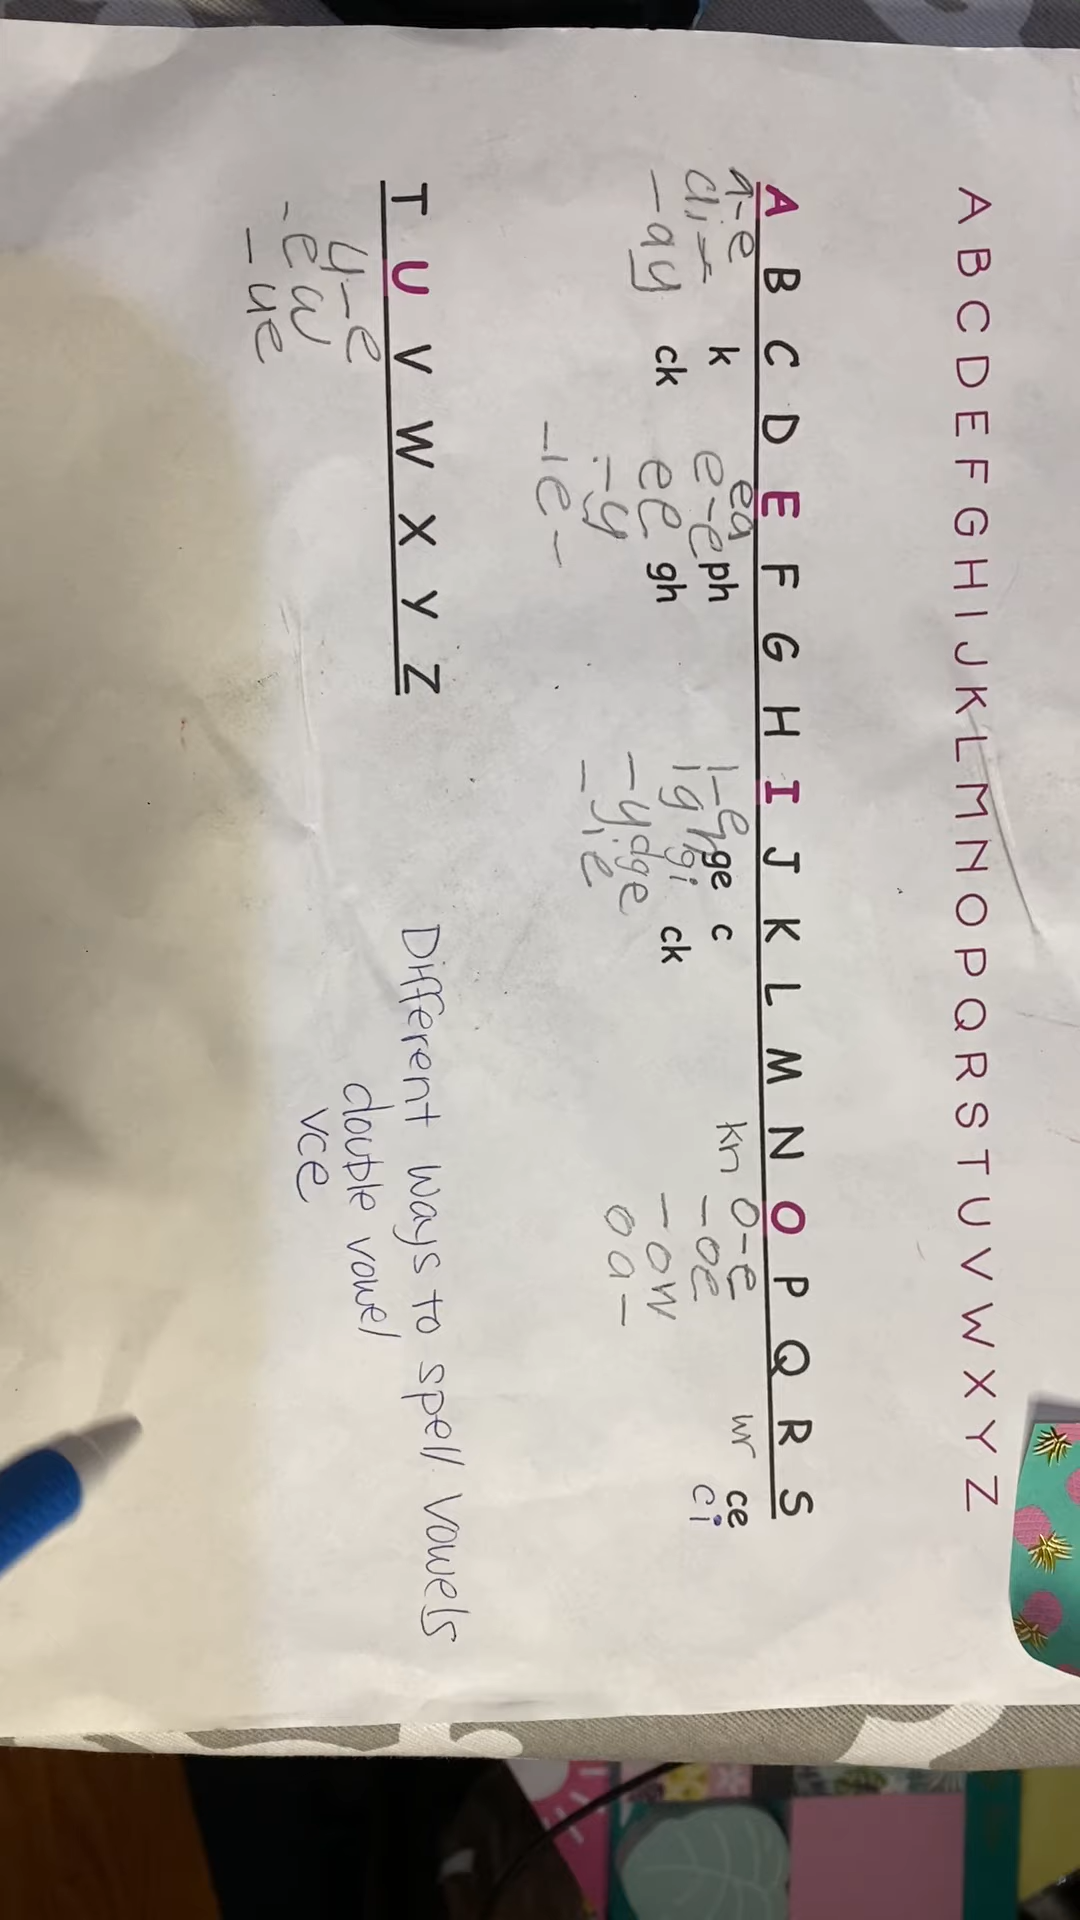 A B C D E F G H I J K L M N O P Q R S T U V W X Y Z
A B C D E F G H I J K L M N O P Q R S
a-e k ea ph i-e ge c kn o-e wr ce
ai- ck e-e gh igh gi ck -oe ci
-ay ee -y dge -ow
-y -ie oa-
-ie-
T U V W X Y Z
u-e
-ew
-ue
Different ways to spell vowels
double vowel
vce